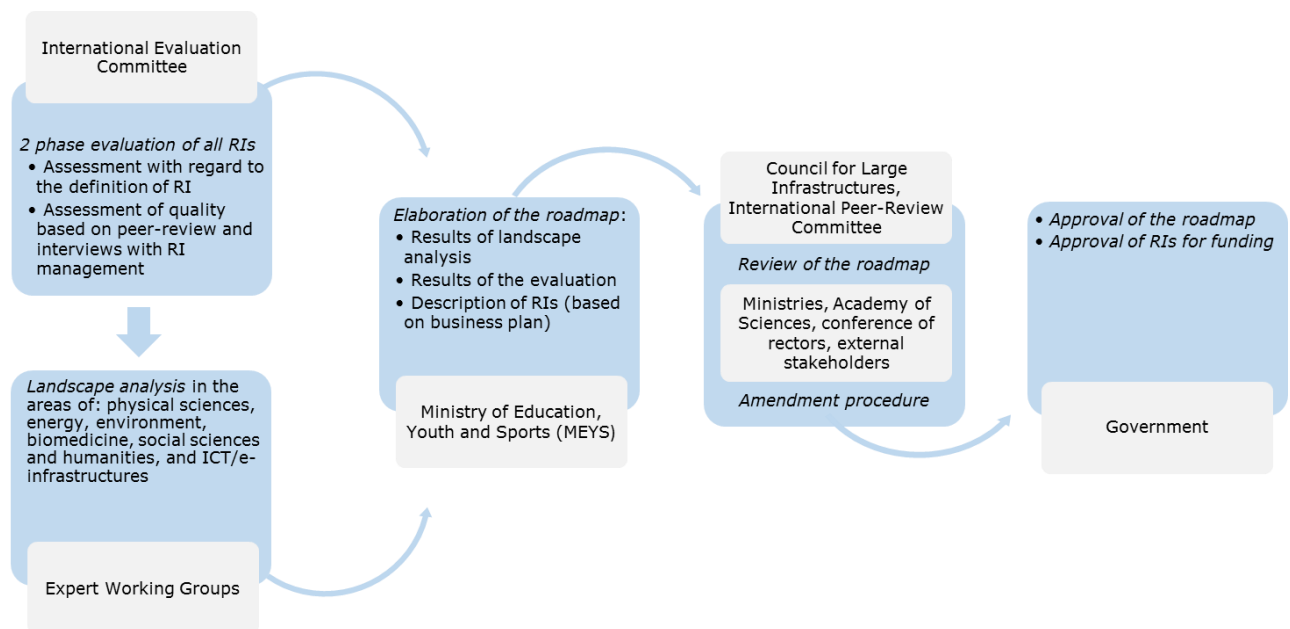 International Evaluation
Committee
2 phase evaluation of all RIs
• Assessment with regard to
the definition of RI
• Assessment of quality
based on peer-review and
interviews with RI
management
Landscape analysis in the
areas of: physical sciences,
energy, environment,
biomedicine, social sciences
and humanities, and ICT/e-
infrastructures
Expert Working Groups
Elaboration of the roadmap:
• Results of landscape
analysis
• Results of the evaluation
• Description of RIs (based
on business plan)
Ministry of Education,
Youth and Sports (MEYS)
Council for Large
Infrastructures,
International Peer-Review
Committee
Review of the roadmap
Ministries, Academy of
Sciences, conference of
rectors, external
stakeholders
Amendment procedure
• Approval of the roadmap
• Approval of RIs for funding
Government